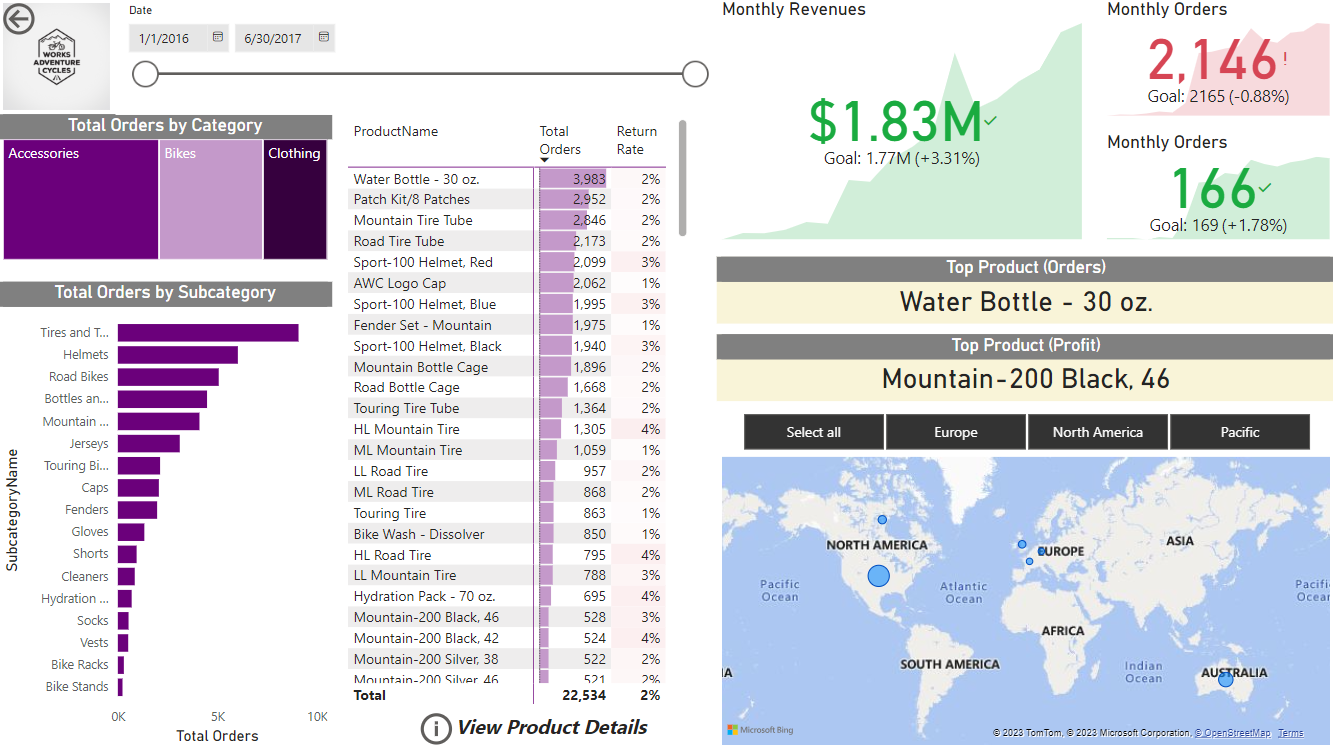 WORKS
ADVENTURE
CYCLES
Date
1/1/2016
6/30/2017
Total Orders by Category
Accessories
Bikes
Clothing
Total Orders by Subcategory
SubcategoryName
Tires and T...
Helmets
Road Bikes
Bottles an...
Mountain ...
Jerseys
Touring Bi...
Caps
Fenders
Gloves
Shorts
Cleaners
Hydration ...
Socks
Vests
Bike Racks
Bike Stands
0K 5K 10K
Total Orders
ProductName Total Orders Return Rate
Water Bottle - 30 oz. 3,983 2%
Patch Kit/8 Patches 2,952 2%
Mountain Tire Tube 2,846 2%
Road Tire Tube 2,173 2%
Sport-100 Helmet, Red 2,099 3%
AWC Logo Cap 2,062 1%
Sport-100 Helmet, Blue 1,995 3%
Fender Set - Mountain 1,975 1%
Sport-100 Helmet, Black 1,940 3%
Mountain Bottle Cage 1,896 2%
Road Bottle Cage 1,668 2%
Touring Tire Tube 1,364 2%
HL Mountain Tire 1,305 4%
ML Mountain Tire 1,059 1%
LL Road Tire 957 2%
ML Road Tire 868 2%
Touring Tire 863 1%
Bike Wash - Dissolver 850 1%
HL Road Tire 795 4%
LL Mountain Tire 788 3%
Hydration Pack - 70 oz. 695 4%
Mountain-200 Black, 46 528 3%
Mountain-200 Black, 42 524 4%
Mountain-200 Silver, 38 522 2%
Mountain-200 Silver, 46 521 2%
Total 22,534 2%
View Product Details
Monthly Revenues
$1.83M
Goal: 1.77M (+3.31%)
Monthly Orders
2,146!
Goal: 2165 (-0.88%)
Monthly Orders
166
Goal: 169 (+1.78%)
Top Product (Orders)
Water Bottle - 30 oz.
Top Product (Profit)
Mountain-200 Black, 46
Select all
Europe
North America
Pacific
NORTH AMERICA
EUROPE
ASIA
Pacific
Ocean
Atlantic
Ocean
Pacifi
Ocear
AFRICA
SOUTH AMERICA
Indian
Ocean
IA
AUSTRALIA
Microsoft Bing
© 2023 TomTom, © 2023 Microsoft Corporation, © OpenStreetMap Terms